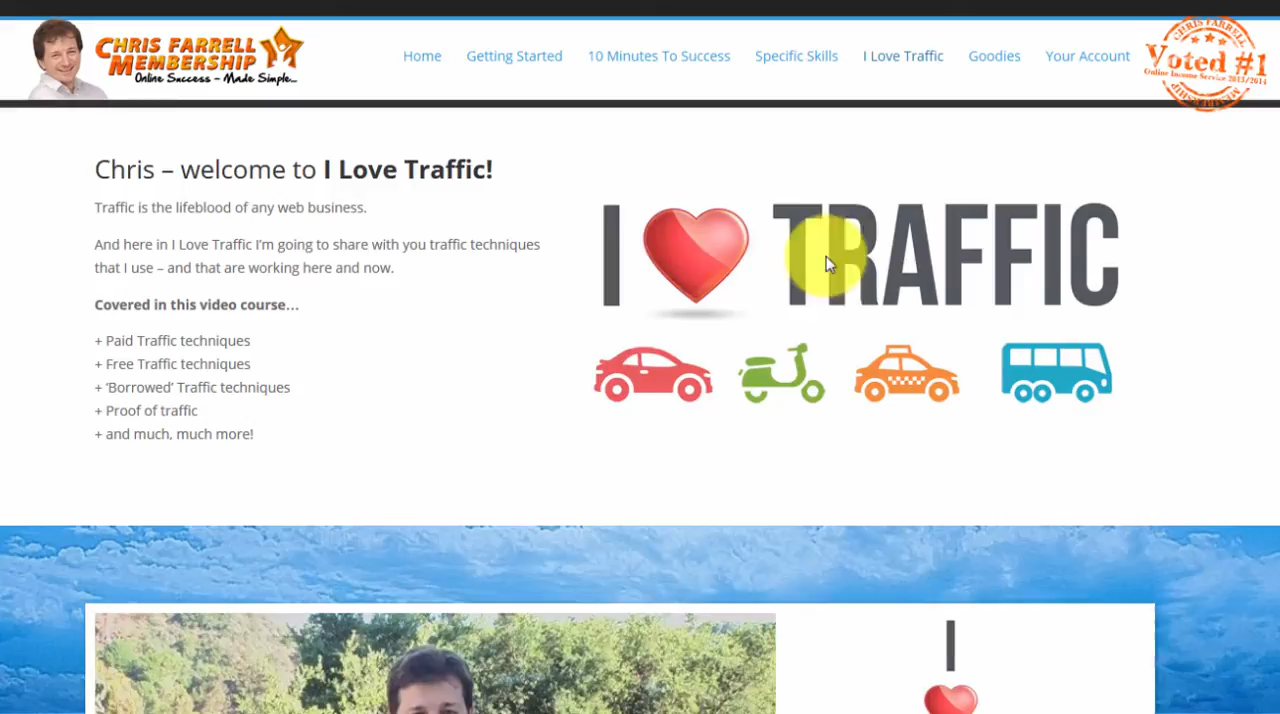 CHRIS FARRELL
MEMBERSHIP
Online Success – Made Simple...
Home
Getting Started
10 Minutes To Success
Specific Skills
I Love Traffic
Goodies
Your Account
CHRIS FARRELL
Voted #1
Online Income Service 2013/2014
MEMBERSHIP
Chris – welcome to I Love Traffic!
Traffic is the lifeblood of any web business.
And here in I Love Traffic I'm going to share with you traffic techniques
that I use – and that are working here and now.
Covered in this video course…
+ Paid Traffic techniques
+ Free Traffic techniques
+ 'Borrowed' Traffic techniques
+ Proof of traffic
+ and much, much more!
I TRAFFIC
I